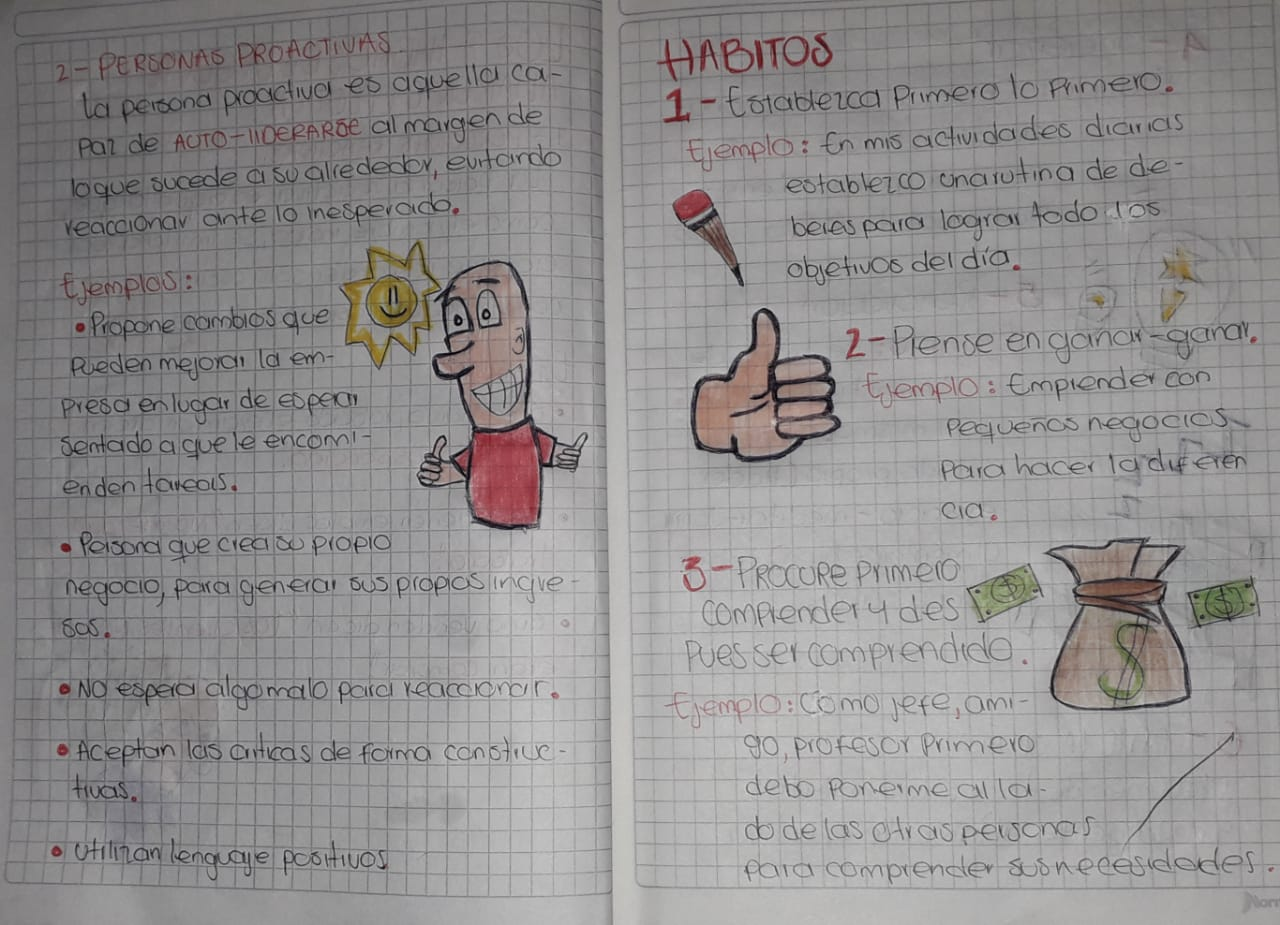 2- PERSONAS PROACTIVAS
La persona proactiva es aquella ca-
paz de AUTO-LIDERARSE al margen de
lo que sucede a su alrededor, evitando
reaccionar ante lo inesperado.
Ejemplos:
• Propone cambios que
pueden mejorar la em-
presa en lugar de esperar
sentado a que le encomi-
enden tareas.
• Persona que crea su propio
negocio, para generar sus propios ingre-
sos.
• No espera algo malo para reaccionar.
• Aceptan las criticas de forma construc-
tivas.
• Utilizan lenguaje positivos
HABITOS
1- Establezca Primero lo Primero.
Ejemplo: En mis actividades diarias
establezco una rutina de de-
beres para lograr todo los
objetivos del día.
2- Piense en ganar-ganar.
Ejemplo: Emprender con
pequeños negocios
para hacer la diferen
cia.
3- Procure primero
comprender y des
pues ser comprendido.
Ejemplo: Como jefe, ami-
go, profesor primero
debo ponerme al la-
do de las otras personas
para comprender sus necesidades.
$
$
$